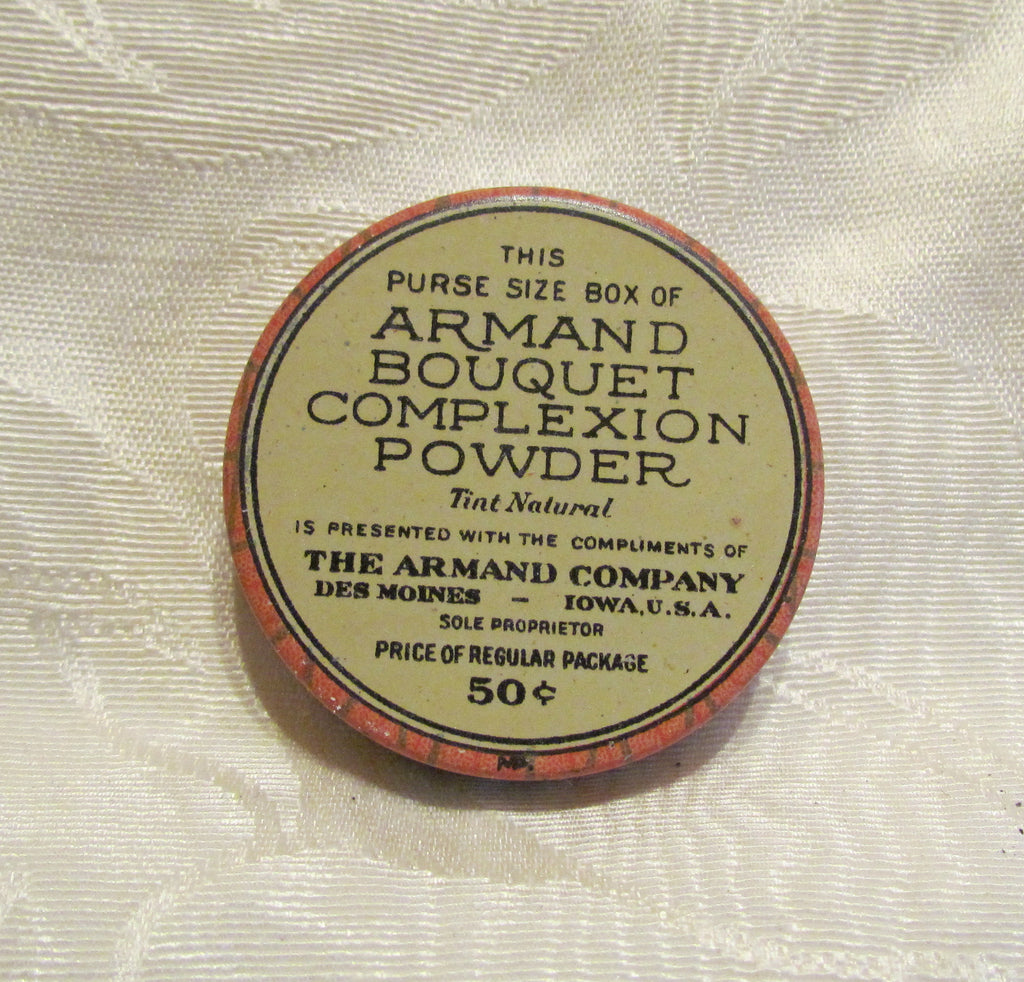 THIS
PURSE SIZE BOX OF
ARMAND
BOUQUET
COMPLEXION
POWDER
Tint Natural
IS PRESENTED WITH THE COMPLIMENTS OF
THE ARMAND COMPANY
DES MOINES – IOWA, U.S.A.
SOLE PROPRIETOR
PRICE OF REGULAR PACKAGE
50¢